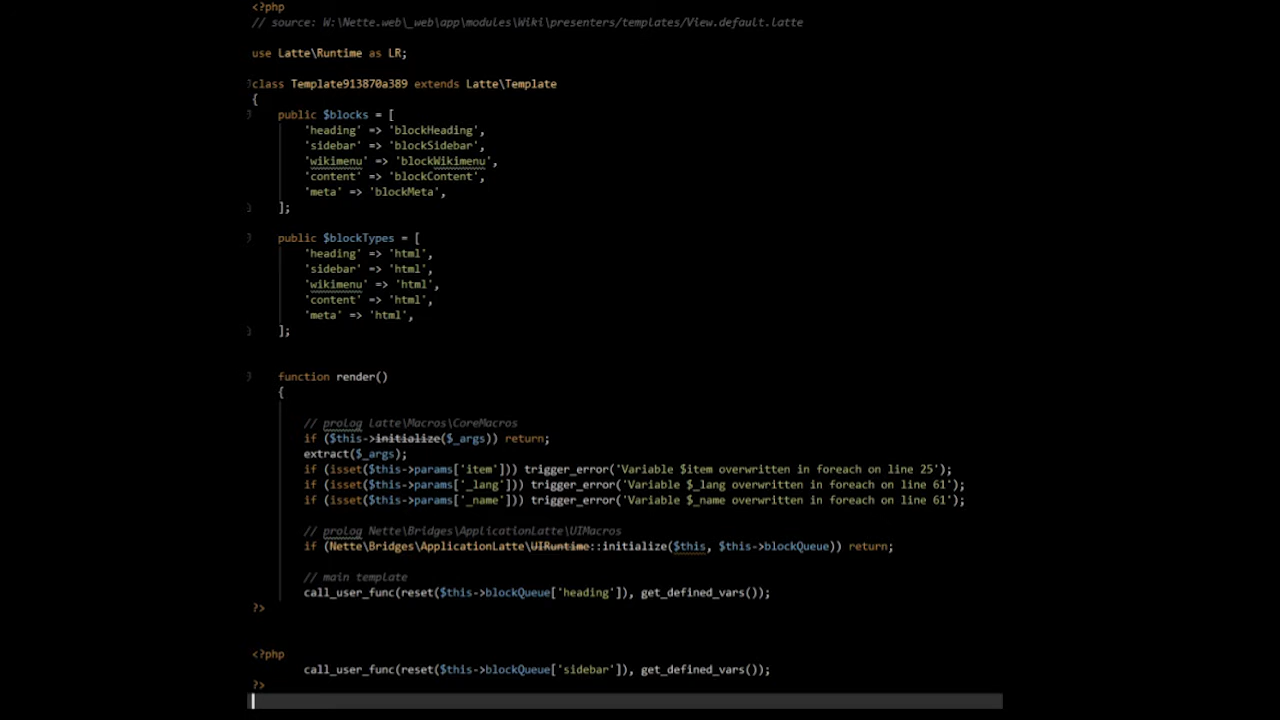 <?php
// source: W:\Nette.web\_web\app\modules\Wiki\presenters/templates/View.default.latte
use Latte\Runtime as LR;
class Template913870a389 extends Latte\Template
{
public $blocks = [
'heading' => 'blockHeading',
'sidebar' => 'blockSidebar',
'wikimenu' => 'blockWikimenu',
'content' => 'blockContent',
'meta' => 'blockMeta',
];
public $blockTypes = [
'heading' => 'html',
'sidebar' => 'html',
'wikimenu' => 'html',
'content' => 'html',
'meta' => 'html',
];
function render()
{
// prolog Latte\Macros\CoreMacros
if ($this->initialize($_args)) return;
extract($_args);
if (isset($this->params['item'])) trigger_error('Variable $item overwritten in foreach on line 25');
if (isset($this->params['_lang'])) trigger_error('Variable $_lang overwritten in foreach on line 61');
if (isset($this->params['_name'])) trigger_error('Variable $_name overwritten in foreach on line 61');
// prolog Nette\Bridges\ApplicationLatte\UIMacros
if (Nette\Bridges\ApplicationLatte\UIRuntime::initialize($this, $this->blockQueue)) return;
// main template
call_user_func(reset($this->blockQueue['heading']), get_defined_vars());
?>
<?php
call_user_func(reset($this->blockQueue['sidebar']), get_defined_vars());
?>